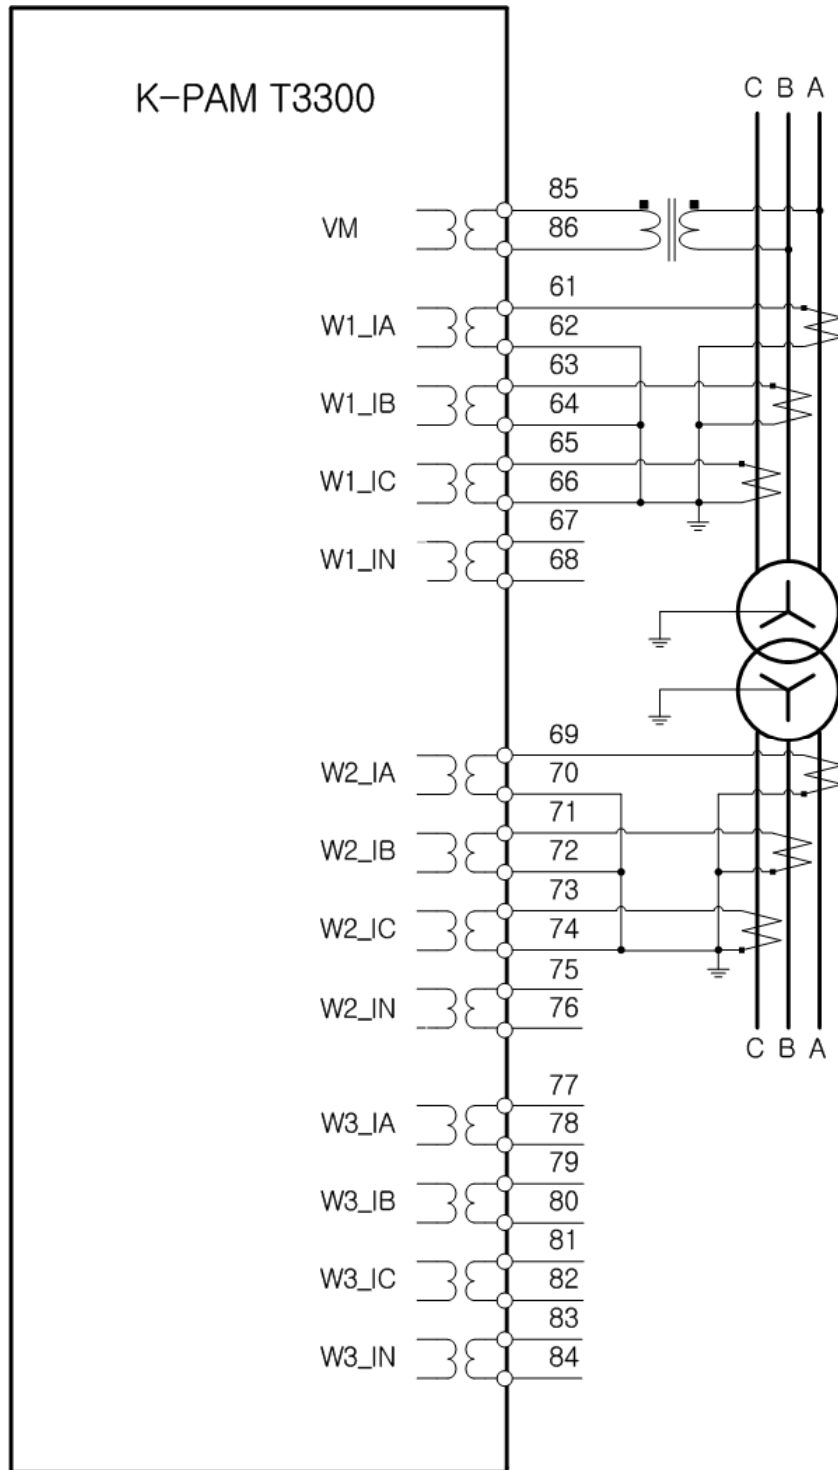 K-PAM T3300
C B A
85
VM 86
61
W1_IA 62
63
W1_IB 64
65
W1_IC 66
67
W1_IN 68
69
W2_IA 70
71
W2_IB 72
73
W2_IC 74
75
W2_IN 76
C B A
77
W3_IA 78
79
W3_IB 80
81
W3_IC 82
83
W3_IN 84